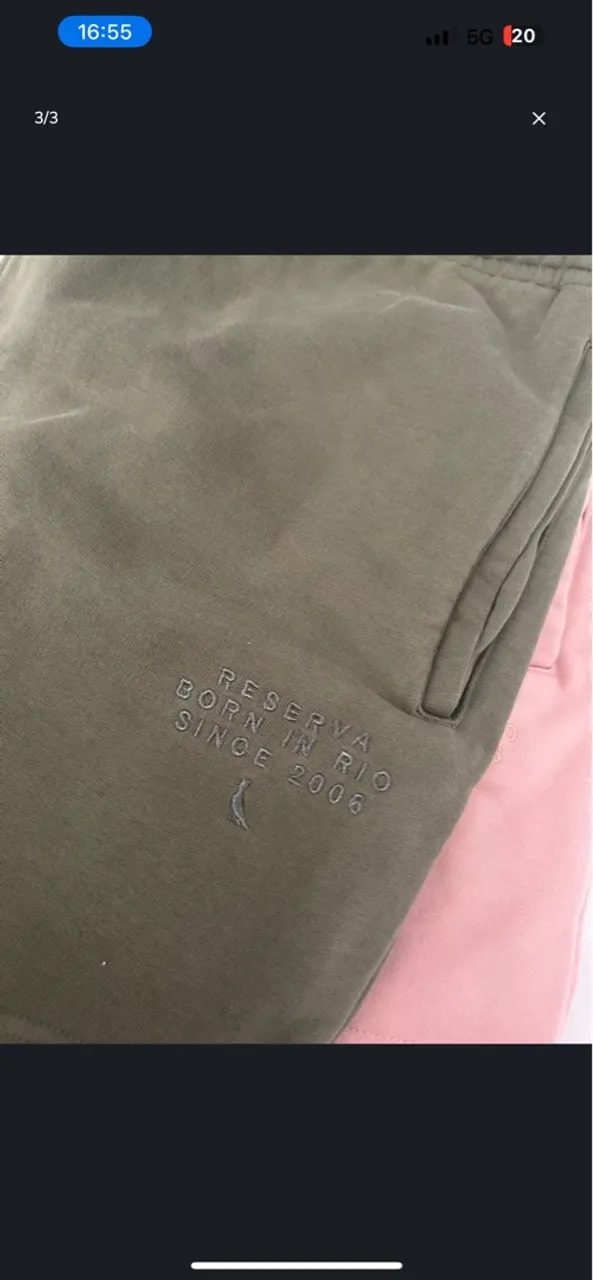 16:55
5G
20
3/3
RESERVA
BORN IN RIO
SINCE 2006